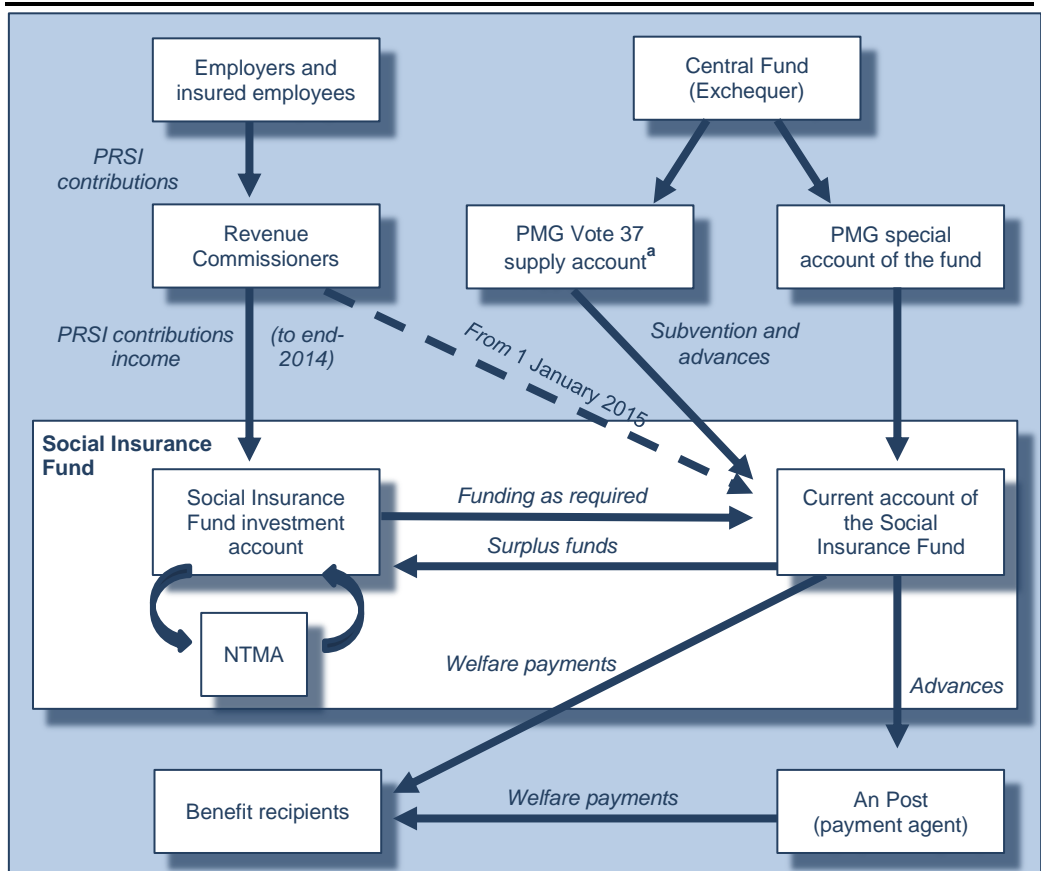 Employers and
insured employees
Central Fund
(Exchequer)
PRSI
contributions
Revenue
Commissioners
PMG Vote 37
supply accountᵃ
PMG special
account of the fund
PRSI contributions
income
(to end-
2014)
From 1 January 2015
Subvention and
advances
Social Insurance
Fund
Social Insurance
Fund investment
account
Funding as required
Surplus funds
Current account of
the Social
Insurance Fund
NTMA
Welfare payments
Advances
Benefit recipients
Welfare payments
An Post
(payment agent)